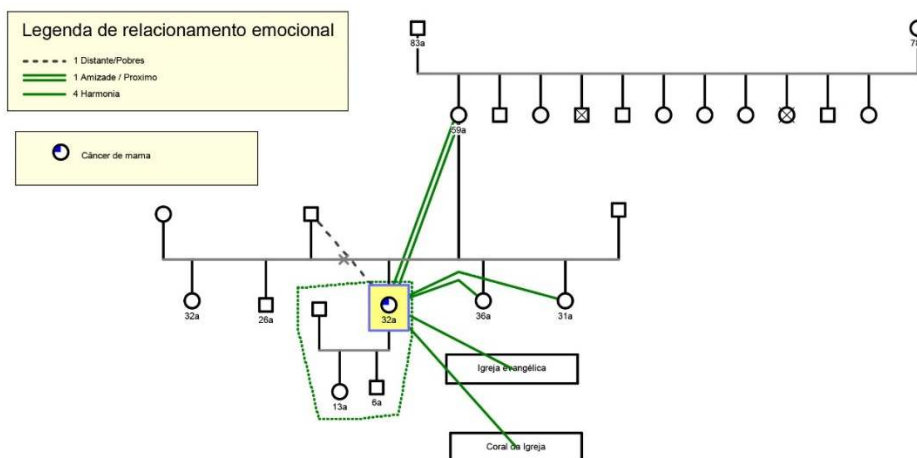 Legenda de relacionamento emocional
1 Distante/Pobres
1 Amizade / Proximo
4 Harmonia
Câncer de mama
83a
78
59a
32a
26a
32a
36a
31a
13a
6a
Igreja evangélica
Coral da Igreja